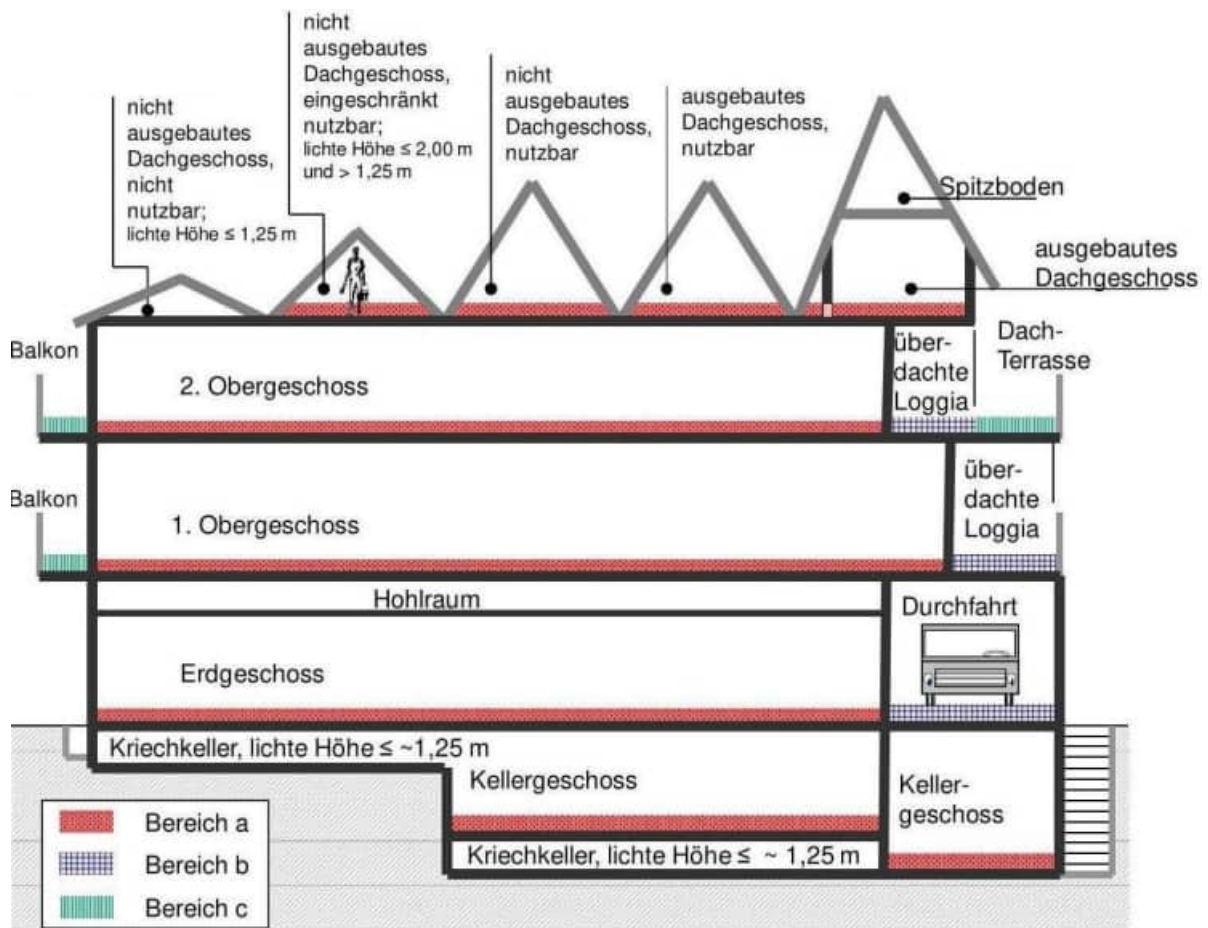 nicht
ausgebautes
Dachgeschoss,
nicht
nutzbar;
lichte Höhe ≤ 1,25 m
nicht
ausgebautes
Dachgeschoss,
eingeschränkt
nutzbar;
lichte Höhe ≤ 2,00 m
und > 1,25 m
nicht
ausgebautes
Dachgeschoss,
nutzbar
ausgebautes
Dachgeschoss,
nutzbar
Spitzboden
ausgebautes
Dachgeschoss
Balkon
2. Obergeschoss
über-
dachte
Loggia
Dach-
Terrasse
Balkon
1. Obergeschoss
über-
dachte
Loggia
Hohlraum
Erdgeschoss
Durchfahrt
Kriechkeller, lichte Höhe ≤ ~1,25 m
Kellergeschoss
Keller-
geschoss
Kriechkeller, lichte Höhe ≤ ~ 1,25 m
Bereich a
Bereich b
Bereich c